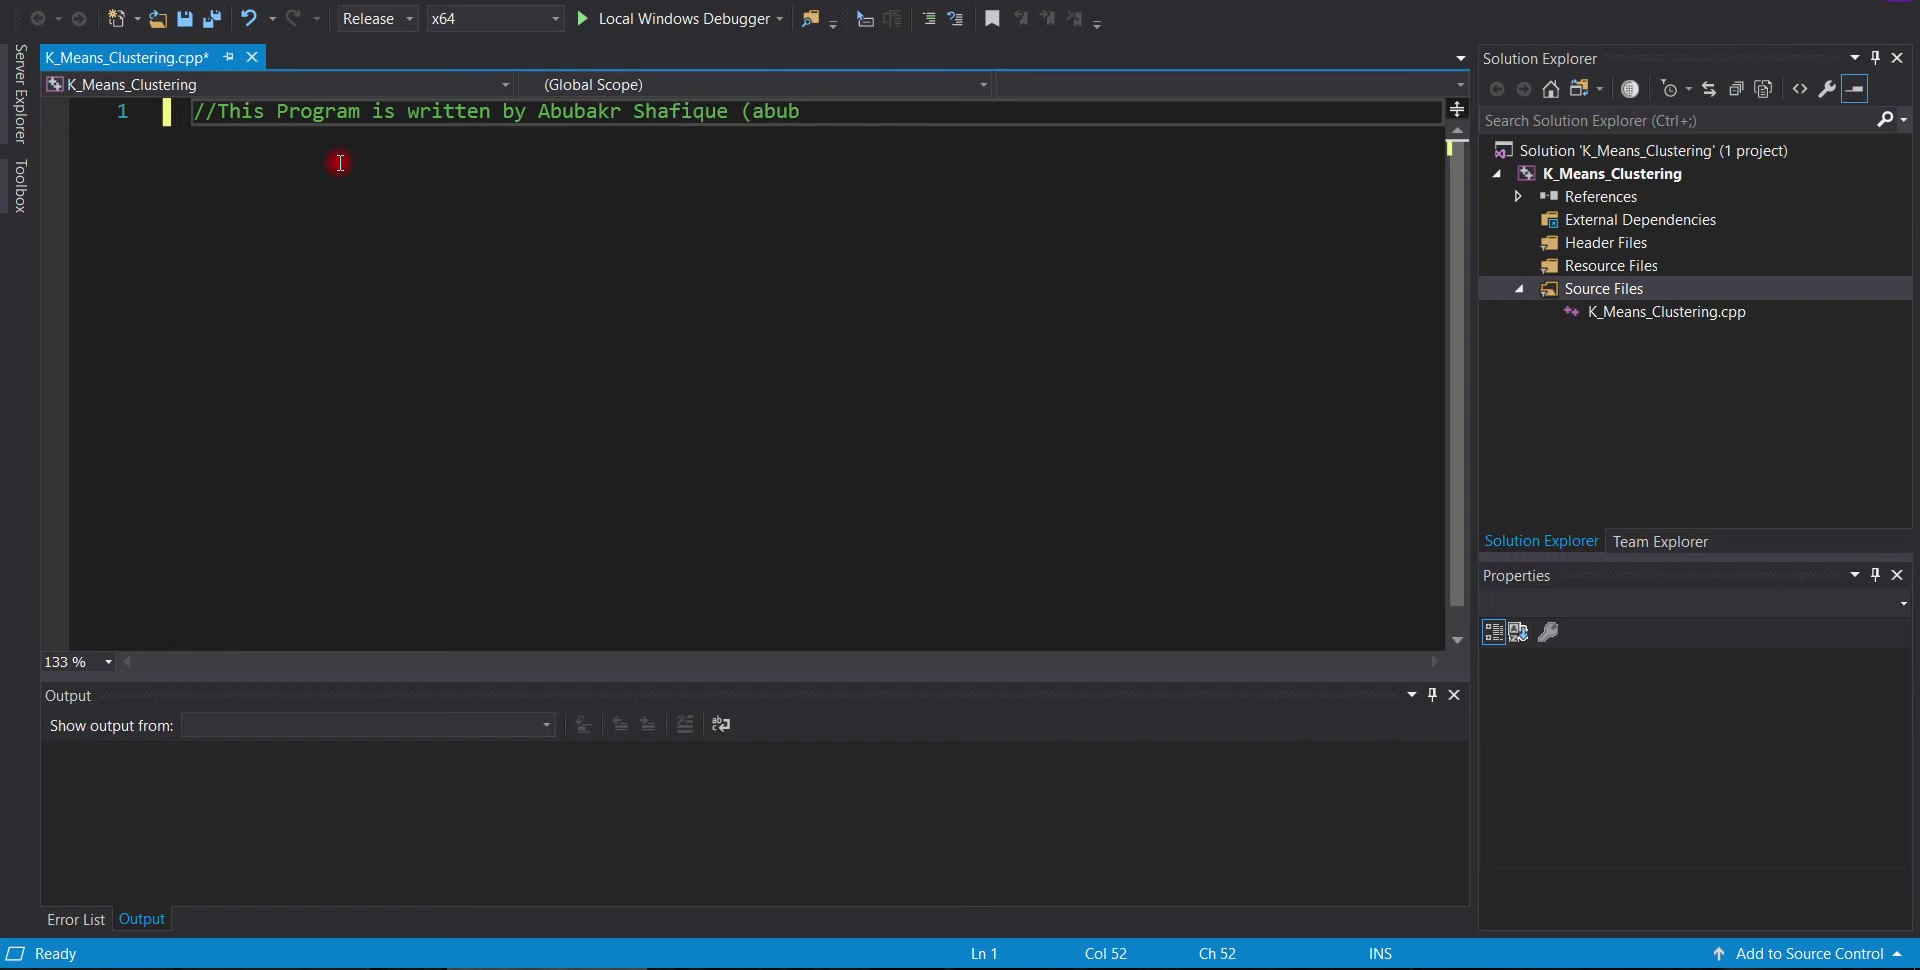 Release
x64
Local Windows Debugger
Server Explorer
Toolbox
K_Means_Clustering.cpp*
K_Means_Clustering
(Global Scope)
1
//This Program is written by Abubakr Shafique (abub
133 %
Output
Show output from:
Error List
Output
Solution Explorer
Search Solution Explorer (Ctrl+;)
Solution 'K_Means_Clustering' (1 project)
K_Means_Clustering
References
External Dependencies
Header Files
Resource Files
Source Files
K_Means_Clustering.cpp
Solution Explorer
Team Explorer
Properties
Ready
Ln 1
Col 52
Ch 52
INS
Add to Source Control